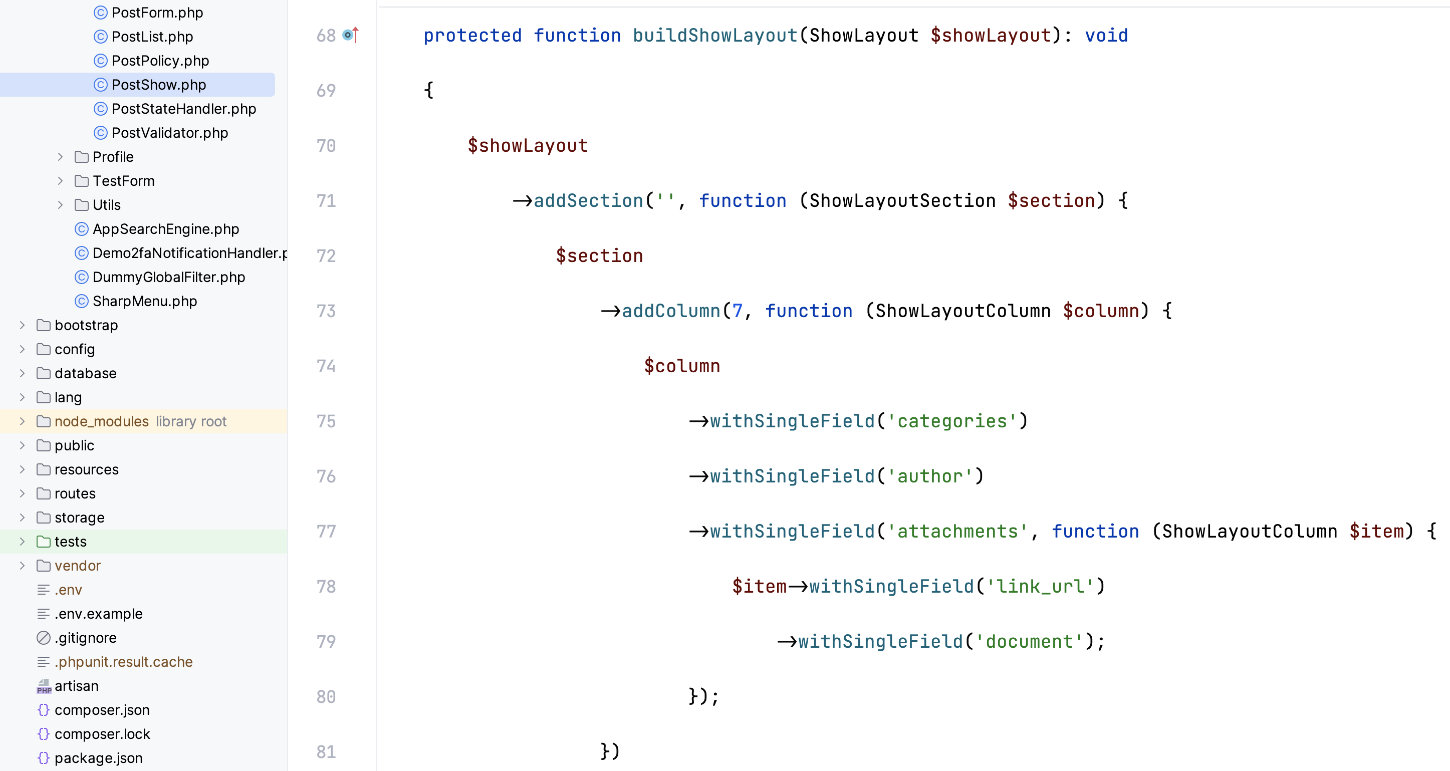 PostForm.php
PostList.php
PostPolicy.php
PostShow.php
PostStateHandler.php
PostValidator.php
Profile
TestForm
Utils
AppSearchEngine.php
Demo2faNotificationHandler.p
DummyGlobalFilter.php
SharpMenu.php
bootstrap
config
database
lang
node_modules library root
public
resources
routes
storage
tests
vendor
.env
.env.example
.gitignore
.phpunit.result.cache
PHP artisan
composer.json
composer.lock
package.json
68 protected function buildShowLayout(ShowLayout $showLayout): void
69 {
70 $showLayout
71 ->addSection('', function (ShowLayoutSection $section) {
72 $section
73 ->addColumn(7, function (ShowLayoutColumn $column) {
74 $column
75 ->withSingleField('categories')
76 ->withSingleField('author')
77 ->withSingleField('attachments', function (ShowLayoutColumn $item) {
78 $item->withSingleField('link_url')
79 ->withSingleField('document');
80 });
81 })